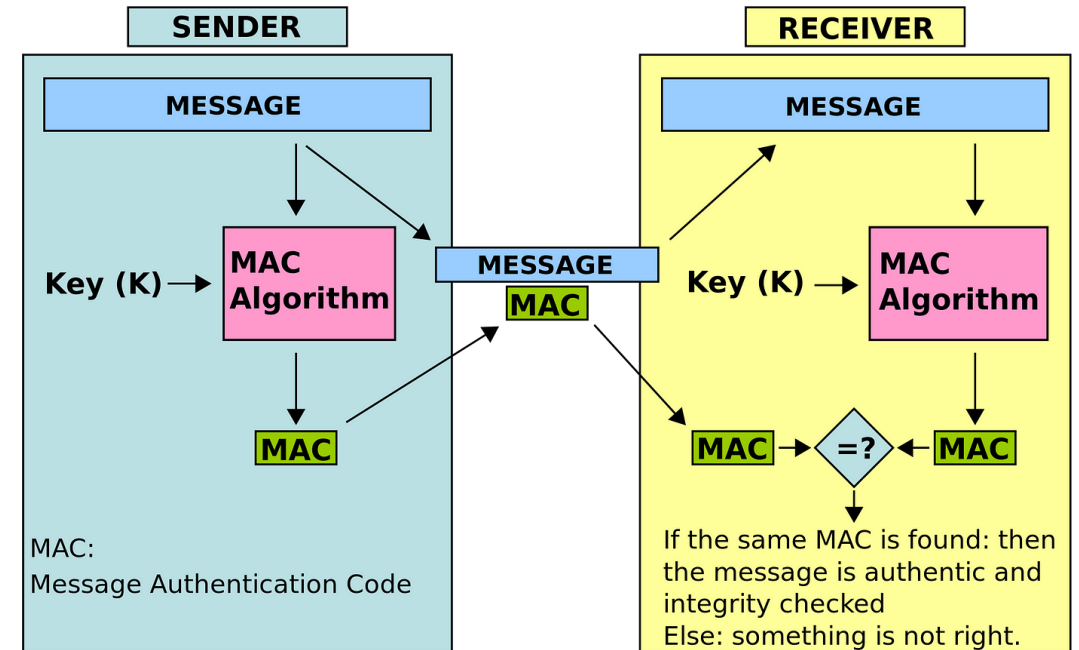 SENDER
MESSAGE
Key (K)
MAC
Algorithm
MAC
MAC:
Message Authentication Code
MESSAGE
MAC
RECEIVER
MESSAGE
Key (K)
MAC
Algorithm
MAC
=?
MAC
If the same MAC is found: then
the message is authentic and
integrity checked
Else: something is not right.